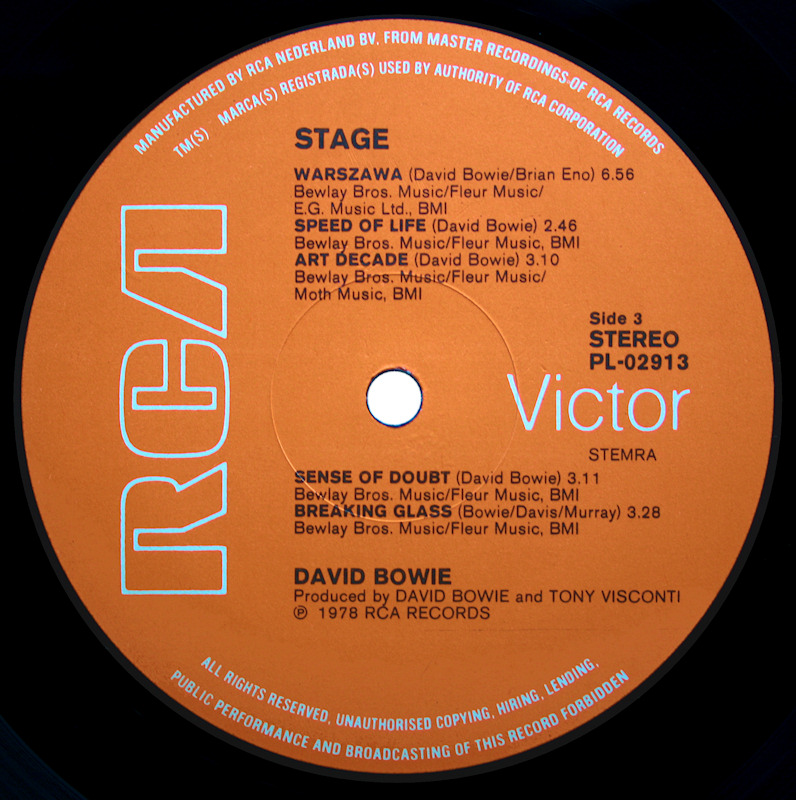 MANUFACTURED BY RCA NEDERLAND BV, FROM MASTER RECORDINGS OF RCA RECORDS
TM(S) MARCA(S) REGISTRADA(S) USED BY AUTHORITY OF RCA CORPORATION
STAGE
WARSZAWA (David Bowie/Brian Eno) 6.56
Bewlay Bros. Music/Fleur Music/
E.G. Music Ltd., BMI
SPEED OF LIFE (David Bowie) 2.46
Bewlay Bros. Music/Fleur Music, BMI
ART DECADE (David Bowie) 3.10
Bewlay Bros. Music/Fleur Music/
Moth Music, BMI
Side 3
STEREO
PL-02913
RCA
Victor
STEMRA
SENSE OF DOUBT (David Bowie) 3.11
Bewlay Bros. Music/Fleur Music, BMI
BREAKING GLASS (Bowie/Davis/Murray) 3.28
Bewlay Bros. Music/Fleur Music, BMI
DAVID BOWIE
Produced by DAVID BOWIE and TONY VISCONTI
℗ 1978 RCA RECORDS
ALL RIGHTS RESERVED, UNAUTHORISED COPYING, HIRING, LENDING,
PUBLIC PERFORMANCE AND BROADCASTING OF THIS RECORD FORBIDDEN